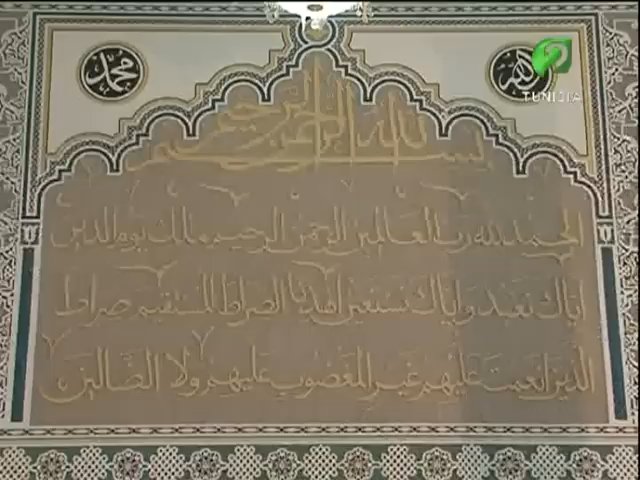 محمد
الله
TUNISIA
بسم الله الرحمن الرحيم
الحمد لله رب العالمين الرحمن الرحيم ملك يوم الدين
اياك نعبد واياك نستعين اهدنا الصراط المستقيم صراط
الذين انعمت عليهم غير المغضوب عليهم ولا الضالين